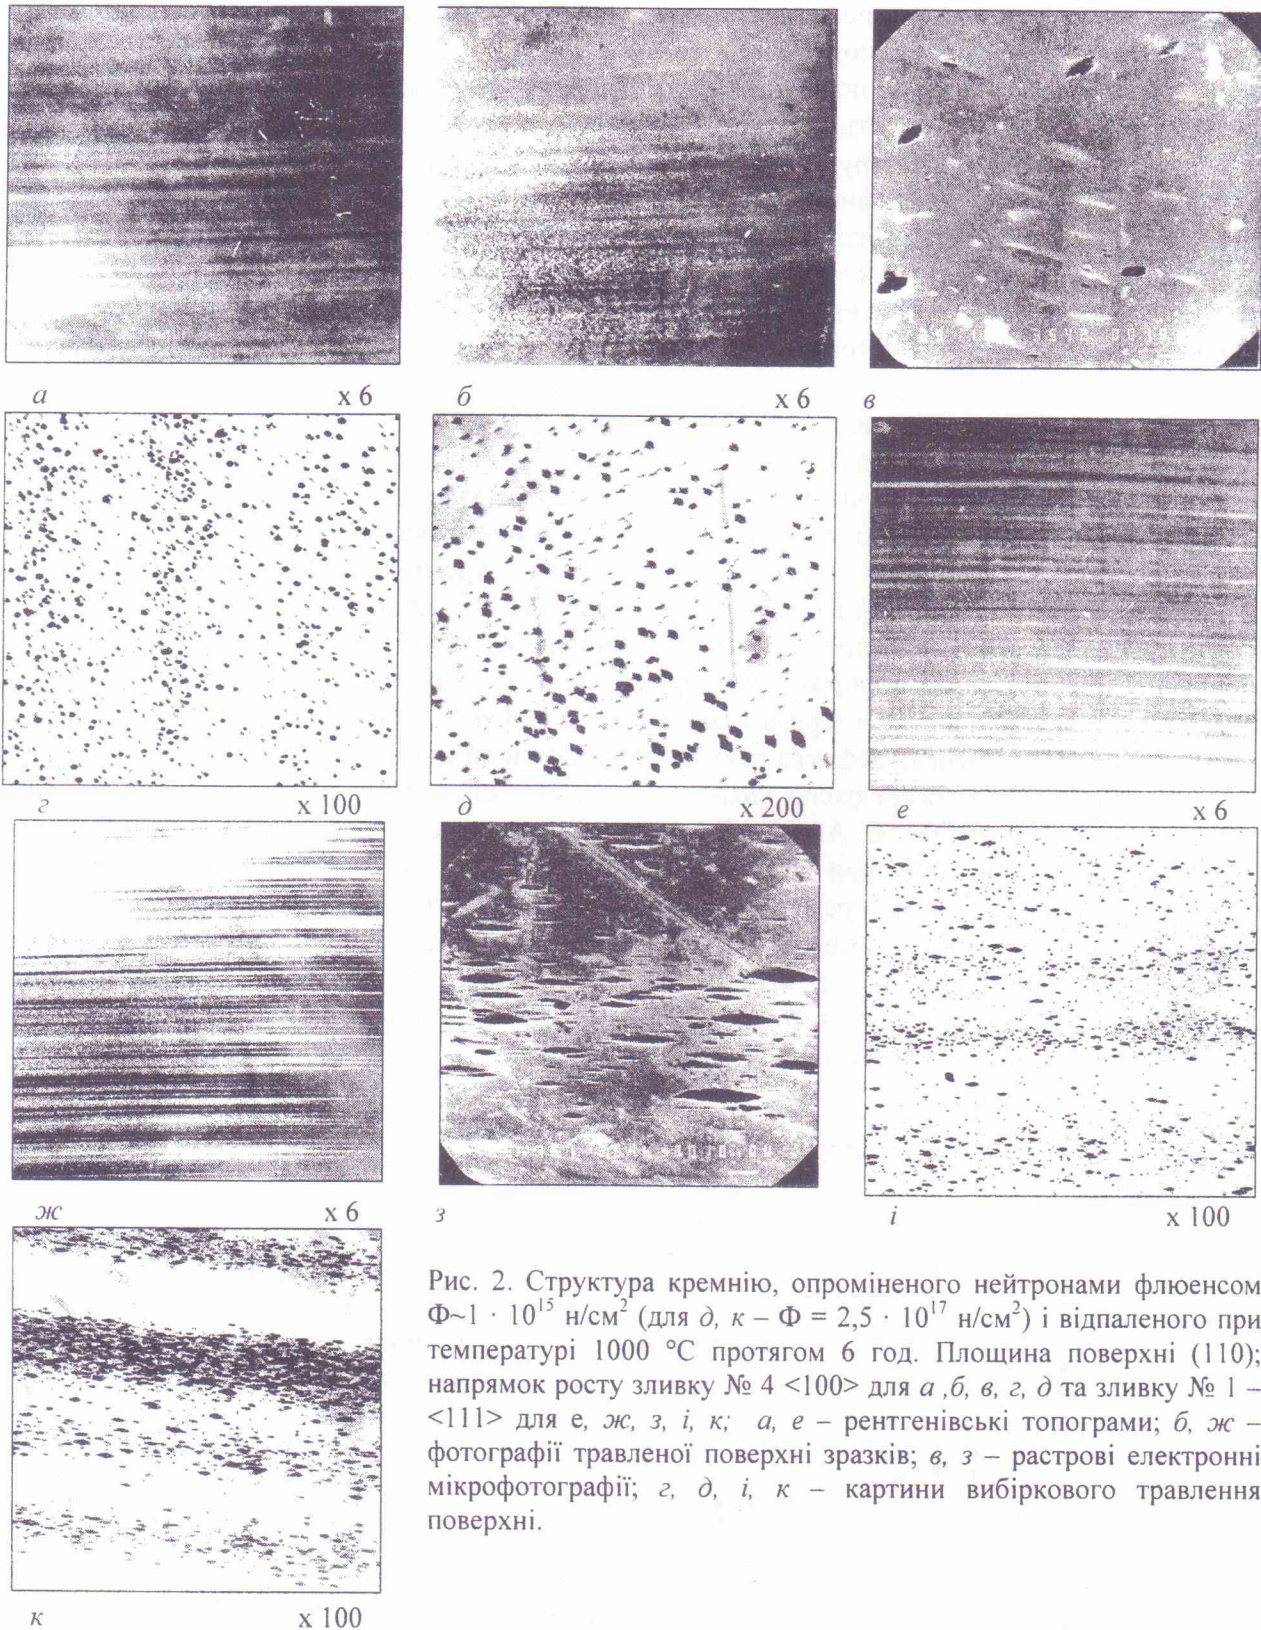 а х 6 б х 6 в
г х 100 д х 200 е х 6
ж х 6 з і х 100
Рис. 2. Структура кремнію, опроміненого нейтронами флюенсом
Ф~1 · 10¹⁵ н/см² (для д, к – Ф = 2,5 · 10¹⁷ н/см²) і відпаленого при
температурі 1000 °С протягом 6 год. Площина поверхні (110);
напрямок росту зливку № 4 <100> для а ,б, в, г, д та зливку № 1 –
<111> для е, ж, з, і, к; а, е – рентгенівські топограми; б, ж –
фотографії травленої поверхні зразків; в, з – растрові електронні
мікрофотографії; г, д, і, к – картини вибіркового травлення
поверхні.
к х 100